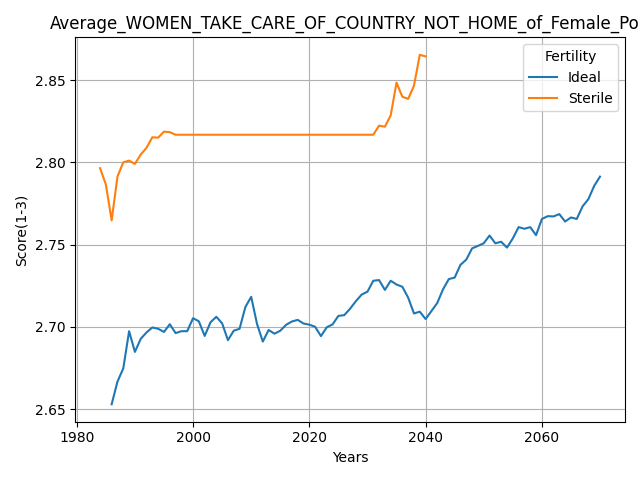 Average_WOMEN_TAKE_CARE_OF_COUNTRY_NOT_HOME_of_Female_Po
Fertility
Ideal
Sterile
2.85
2.80
2.75
2.70
2.65
Score(1-3)
1980 2000 2020 2040 2060
Years